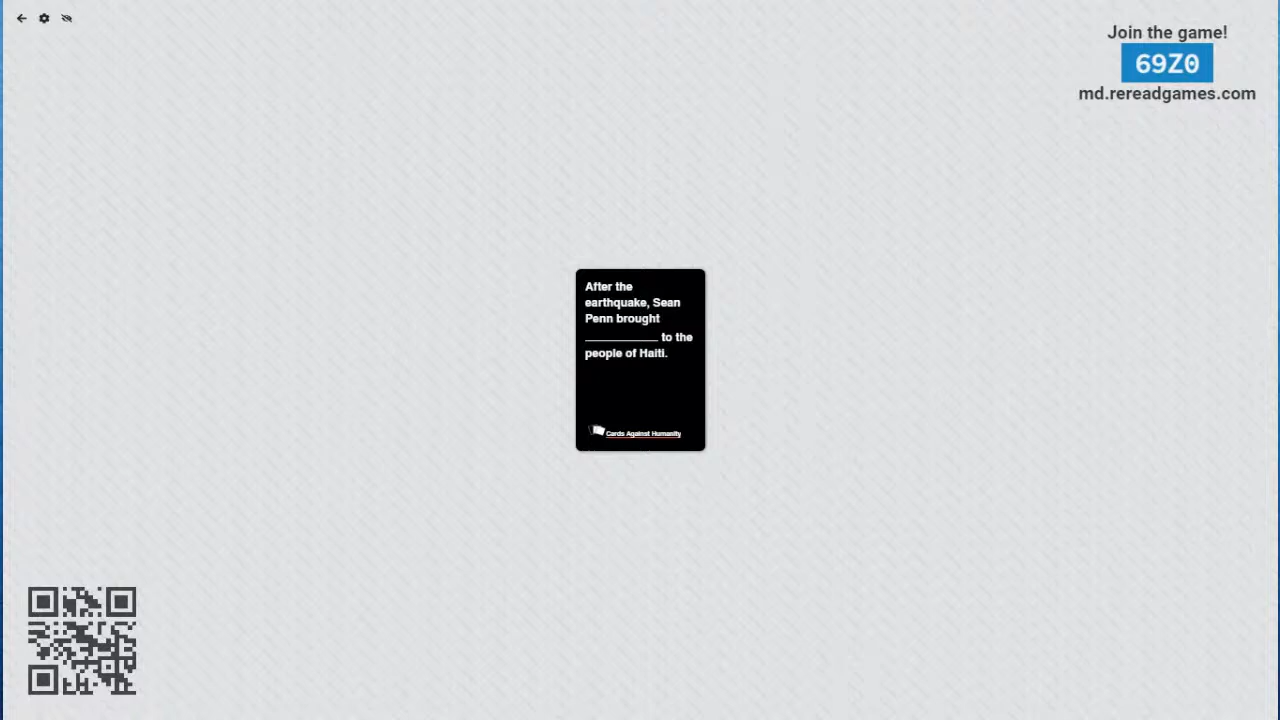 Join the game!
69Z0
md.rereadgames.com
After the
earthquake, Sean
Penn brought
____________ to the
people of Haiti.
Cards Against Humanity